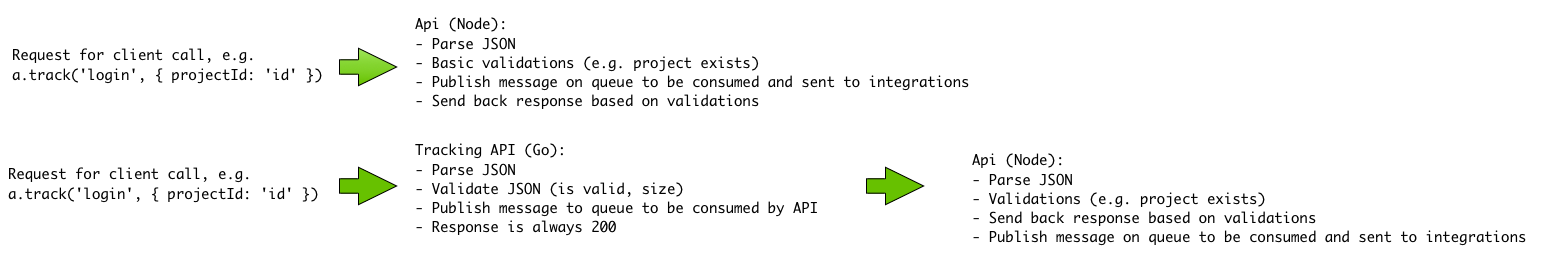 Request for client call, e.g.
a.track('login', { projectId: 'id' })
Api (Node):
- Parse JSON
- Basic validations (e.g. project exists)
- Publish message on queue to be consumed and sent to integrations
- Send back response based on validations
Request for client call, e.g.
a.track('login', { projectId: 'id' })
Tracking API (Go):
- Parse JSON
- Validate JSON (is valid, size)
- Publish message to queue to be consumed by API
- Response is always 200
Api (Node):
- Parse JSON
- Validations (e.g. project exists)
- Send back response based on validations
- Publish message on queue to be consumed and sent to integrations